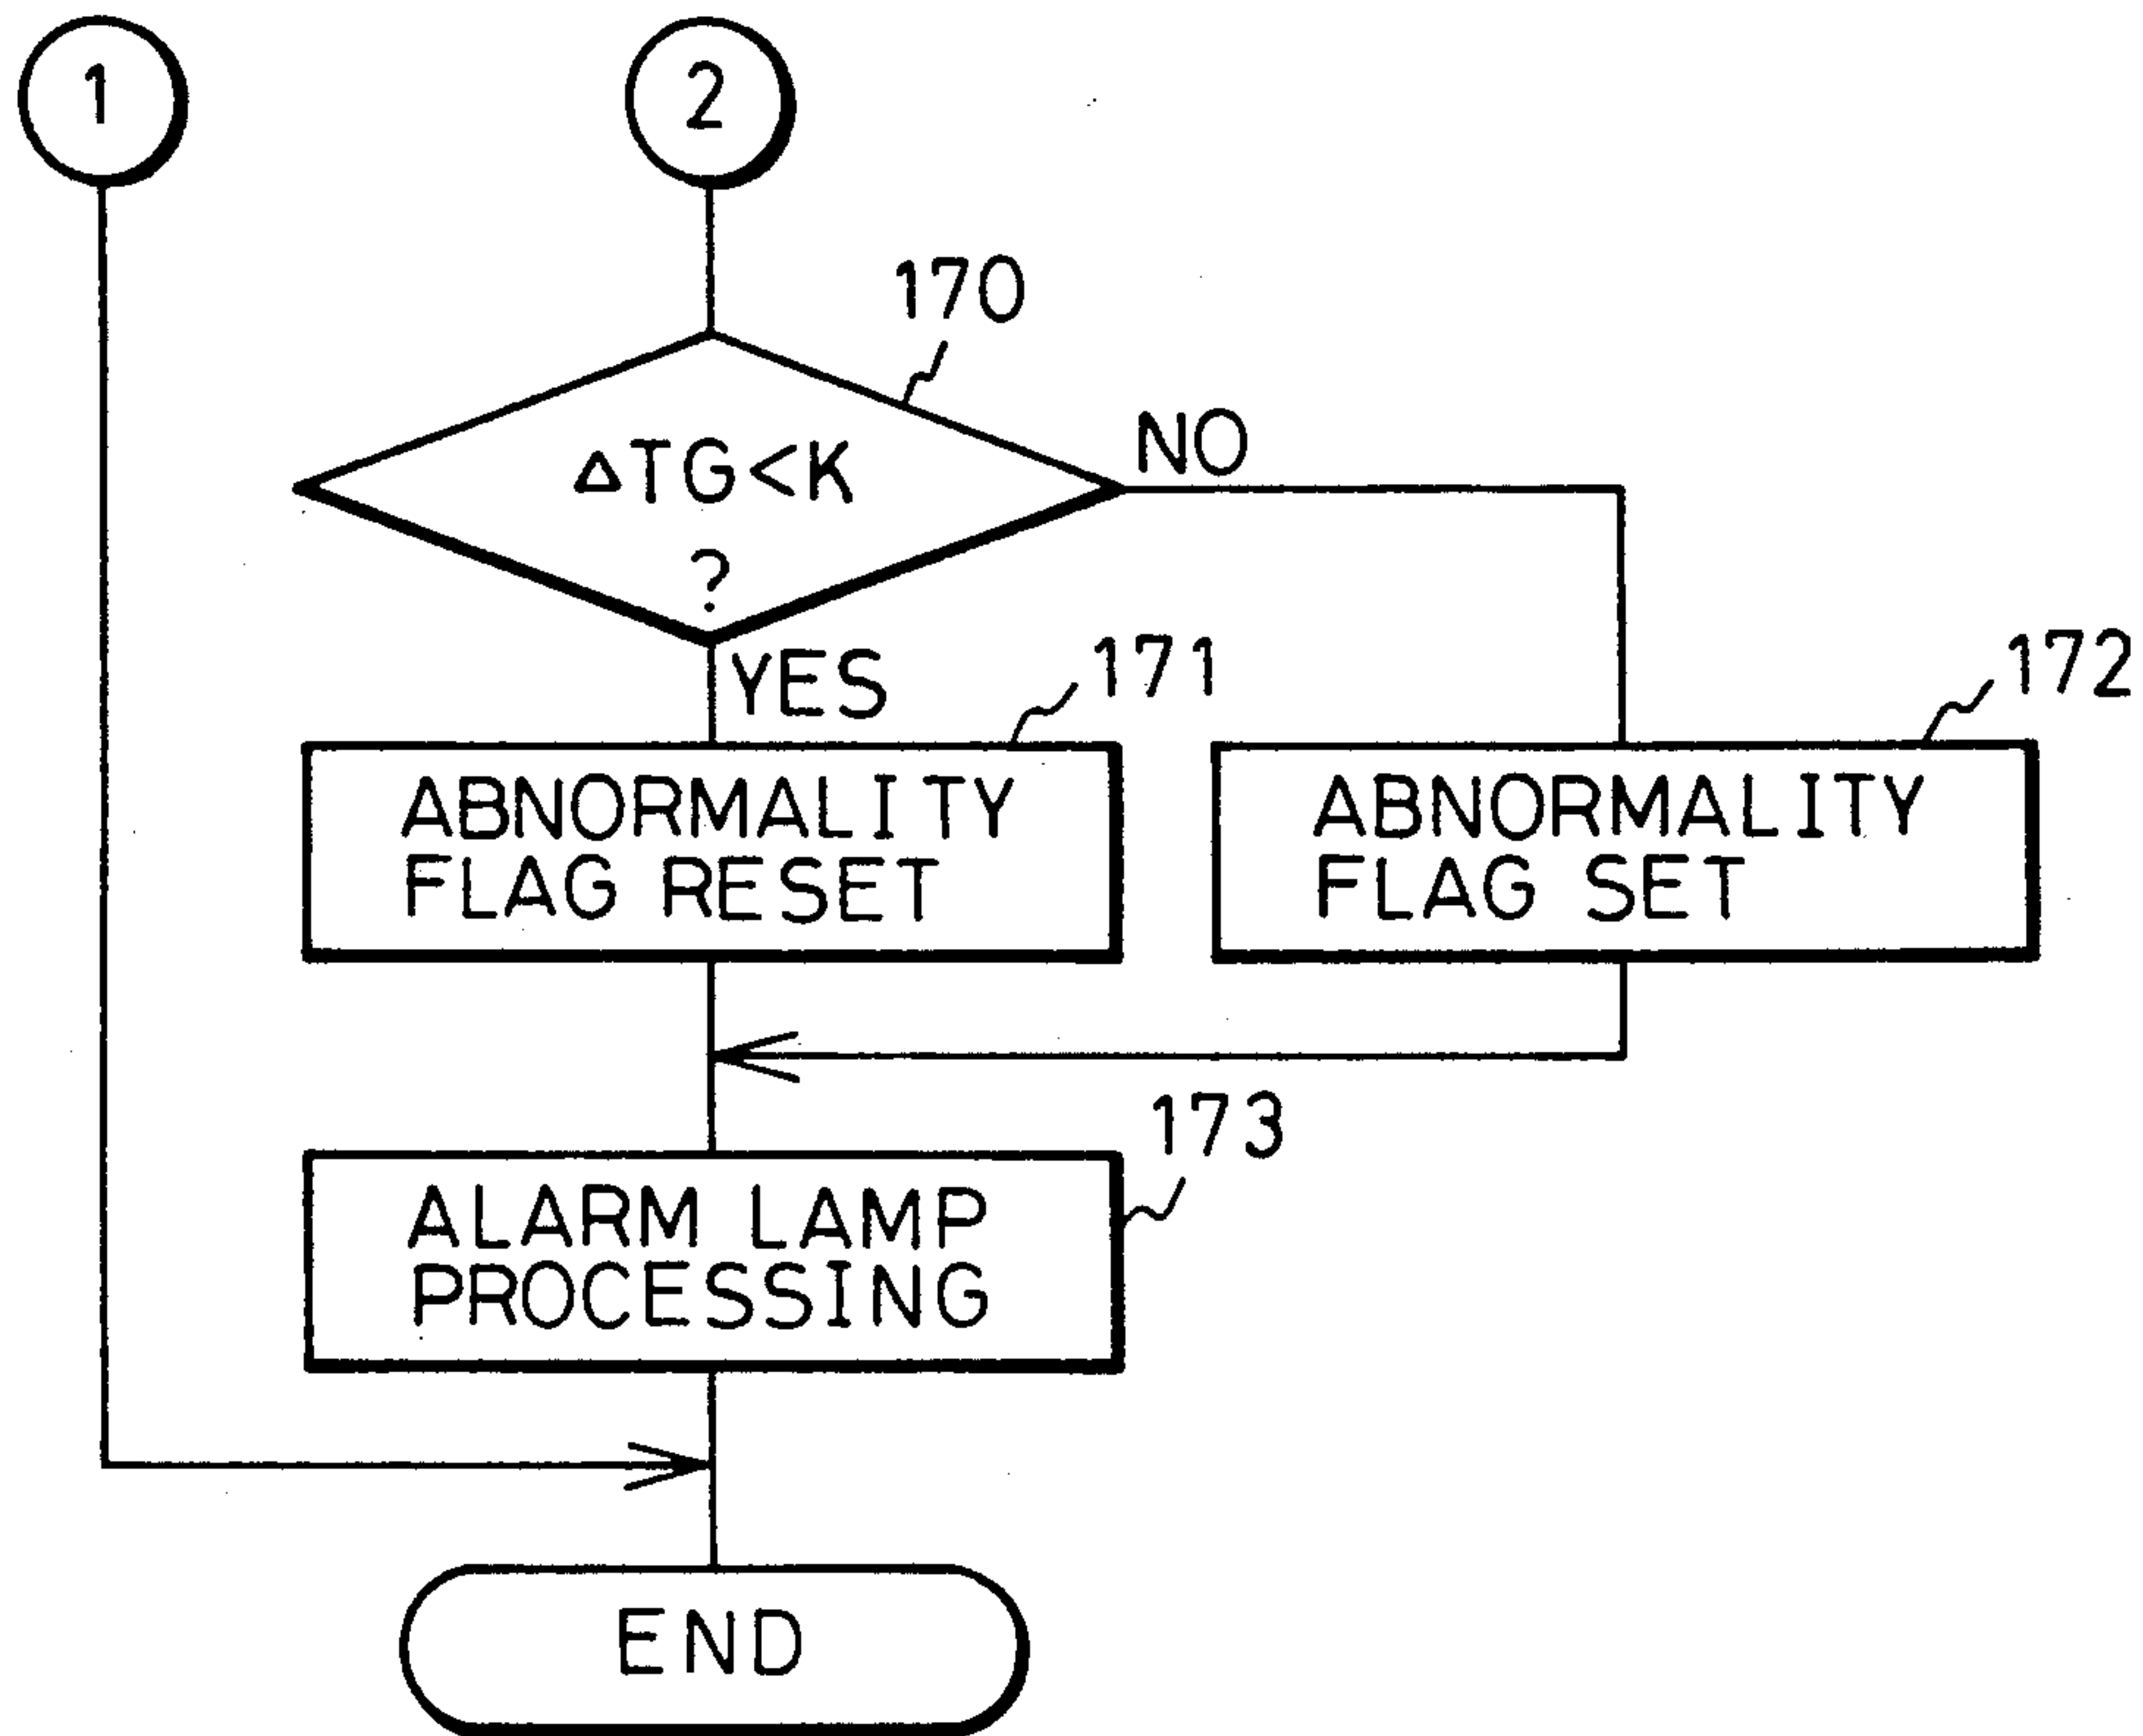 1
2
170
ΔTG<K
?
NO
YES
171
172
ABNORMALITY
FLAG RESET
ABNORMALITY
FLAG SET
173
ALARM LAMP
PROCESSING
END